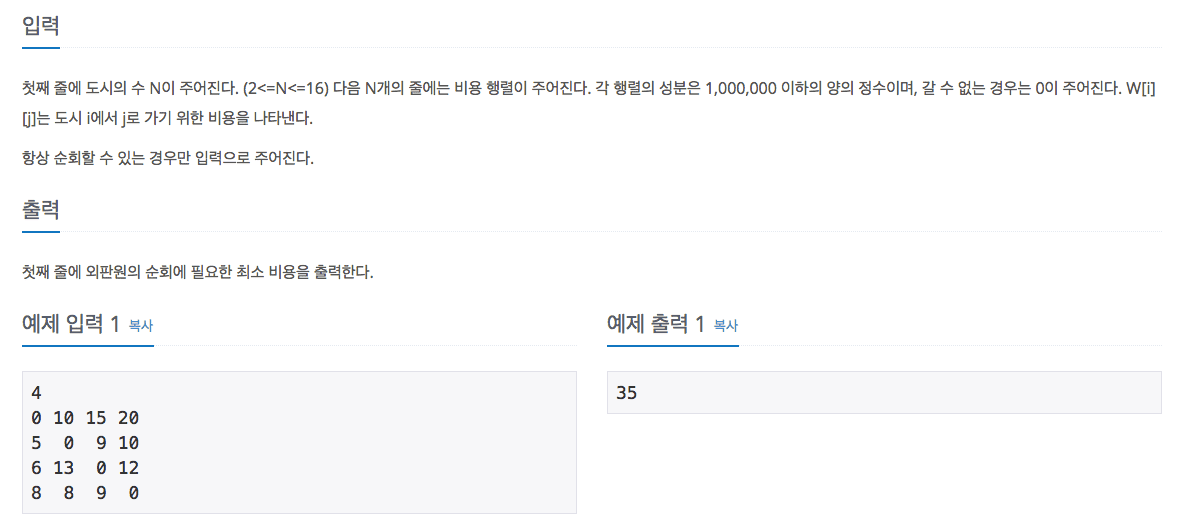 입력
첫째 줄에 도시의 수 N이 주어진다. (2<=N<=16) 다음 N개의 줄에는 비용 행렬이 주어진다. 각 행렬의 성분은 1,000,000 이하의 양의 정수이며, 갈 수 없는 경우는 0이 주어진다. W[i]
[j]는 도시 i에서 j로 가기 위한 비용을 나타낸다.
항상 순회할 수 있는 경우만 입력으로 주어진다.
출력
첫째 줄에 외판원의 순회에 필요한 최소 비용을 출력한다.
예제 입력 1 복사
4
0 10 15 20
5  0  9 10
6 13  0 12
8  8  9  0
예제 출력 1 복사
35